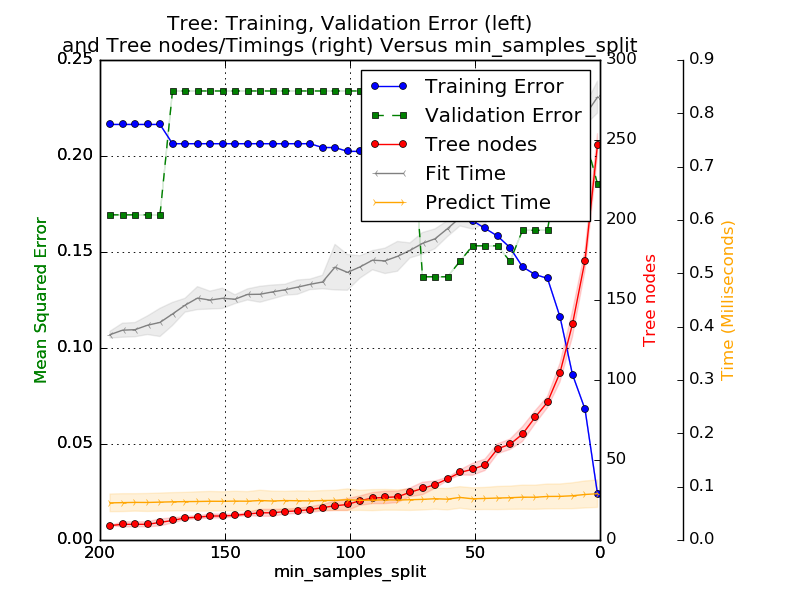 Tree: Training, Validation Error (left)
and Tree nodes/Timings (right) Versus min_samples_split
Mean Squared Error
0.25
0.20
0.15
0.10
0.05
0.00
Training Error
Validation Error
Tree nodes
Fit Time
Predict Time
300
250
200
150
100
50
0
Tree nodes
0.9
0.8
0.7
0.6
0.5
0.4
0.3
0.2
0.1
0.0
Time (Milliseconds)
200 150 100 50 0
min_samples_split